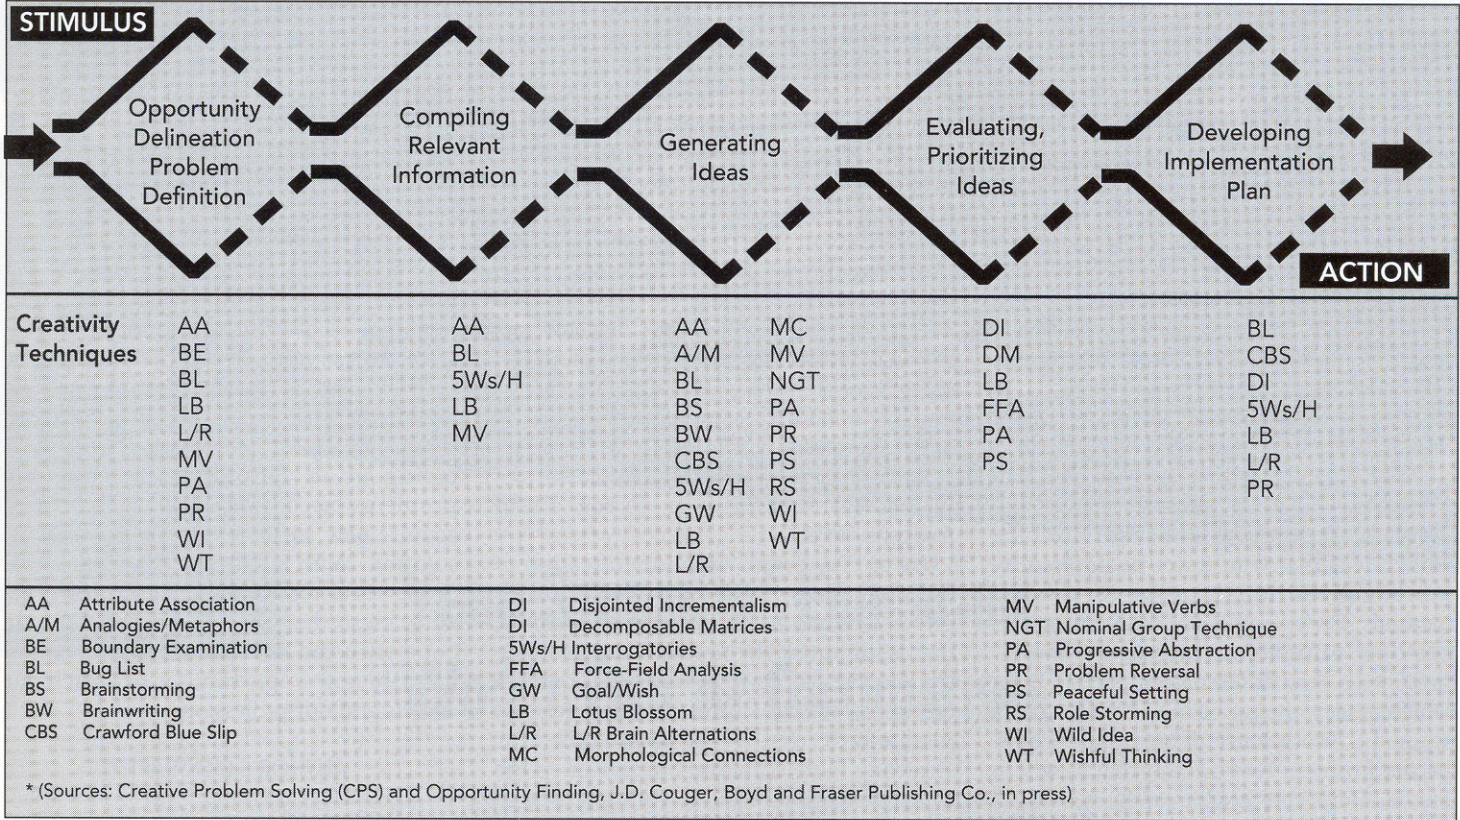 STIMULUS
Opportunity
Delineation
Problem
Definition
Compiling
Relevant
Information
Generating
Ideas
Evaluating,
Prioritizing
Ideas
Developing
Implementation
Plan
ACTION
Creativity
Techniques
AA
BE
BL
LB
L/R
MV
PA
PR
WI
WT
AA
BL
5Ws/H
LB
MV
AA MC
A/M MV
BL NGT
BS PA
BW PR
CBS PS
5Ws/H RS
GW WI
LB WT
L/R
DI
DM
LB
FFA
PA
PS
BL
CBS
DI
5Ws/H
LB
L/R
PR
AA Attribute Association
A/M Analogies/Metaphors
BE Boundary Examination
BL Bug List
BS Brainstorming
BW Brainwriting
CBS Crawford Blue Slip
DI Disjointed Incrementalism
DI Decomposable Matrices
5Ws/H Interrogatories
FFA Force-Field Analysis
GW Goal/Wish
LB Lotus Blossom
L/R L/R Brain Alternations
MC Morphological Connections
MV Manipulative Verbs
NGT Nominal Group Technique
PA Progressive Abstraction
PR Problem Reversal
PS Peaceful Setting
RS Role Storming
WI Wild Idea
WT Wishful Thinking
* (Sources: Creative Problem Solving (CPS) and Opportunity Finding, J.D. Couger, Boyd and Fraser Publishing Co., in press)